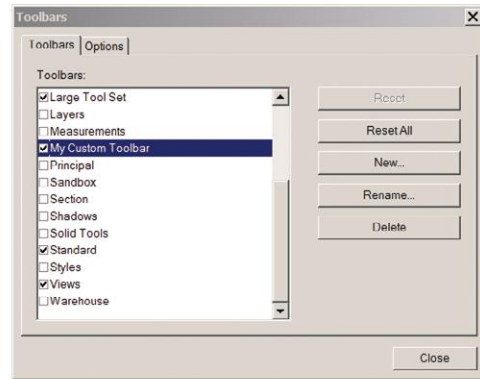 Toolbars
Toolbars Options
Toolbars:
Large Tool Set
Layers
Measurements
My Custom Toolbar
Principal
Sandbox
Section
Shadows
Solid Tools
Standard
Styles
Views
Warehouse
Reset
Reset All
New...
Rename...
Delete
Close